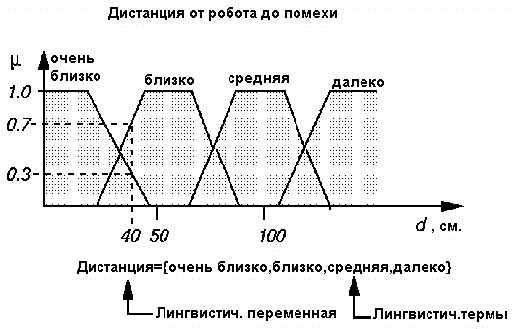 Дистанция от робота до помехи
μ
очень
близко
близко
средняя
далеко
1.0
0.7
0.3
40 50 100
d , см.
Дистанция={очень близко,близко,средняя,далеко}
Лингвистич. переменная
Лингвистич.термы